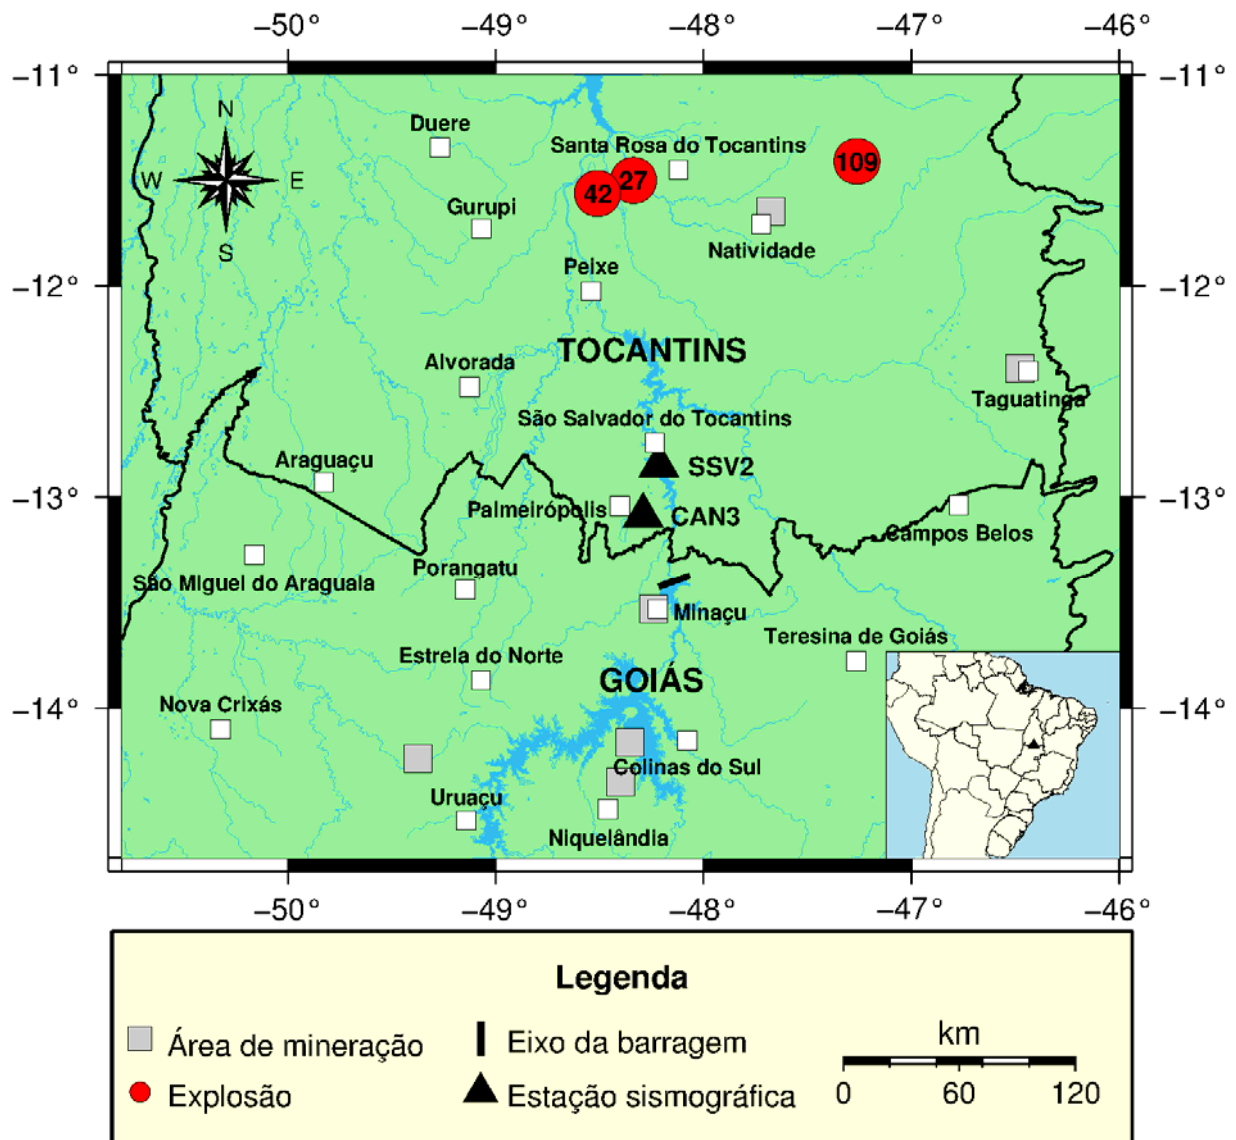 −50° −49° −48° −47° −46°
−11° −11°
N
Duere
Santa Rosa do Tocantins
109
W E
27
42
Gurupi
S
Natividade
Peixe
−12° −12°
TOCANTINS
Alvorada
Taguatinga
São Salvador do Tocantins
Araguaçu
SSV2
−13° −13°
Palmeirópolis
CAN3
Campos Belos
Porangatu
São Miguel do Araguaia
Minaçu
Teresina de Goiás
Estrela do Norte
GOIÁS
Nova Crixás
−14° −14°
Colinas do Sul
Uruaçu
Niquelândia
−50° −49° −48° −47° −46°
Legenda
Área de mineração
Eixo da barragem
km
Explosão
Estação sismográfica
0 60 120